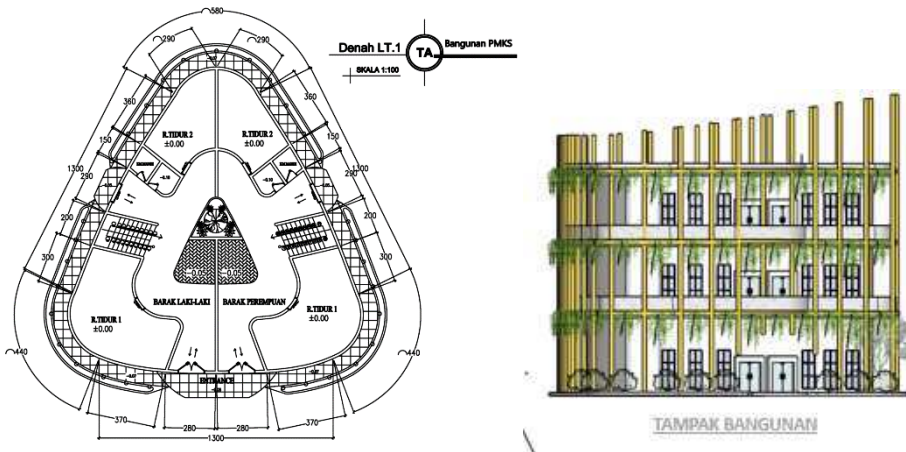 580
290
290
Denah LT.1
TA
Bangunan PMKS
SKALA 1:100
360
360
R.TIDUR 2
±0.00
R.TIDUR 2
±0.00
150
150
1300
1300
290
290
200
200
300
300
-0.05
-0.05
BARAK LAKI-LAKI
BARAK PEREMPUAN
R.TIDUR 1
±0.00
R.TIDUR 1
±0.00
440
440
ENTRANCE
370
280
280
370
1300
TAMPAK BANGUNAN